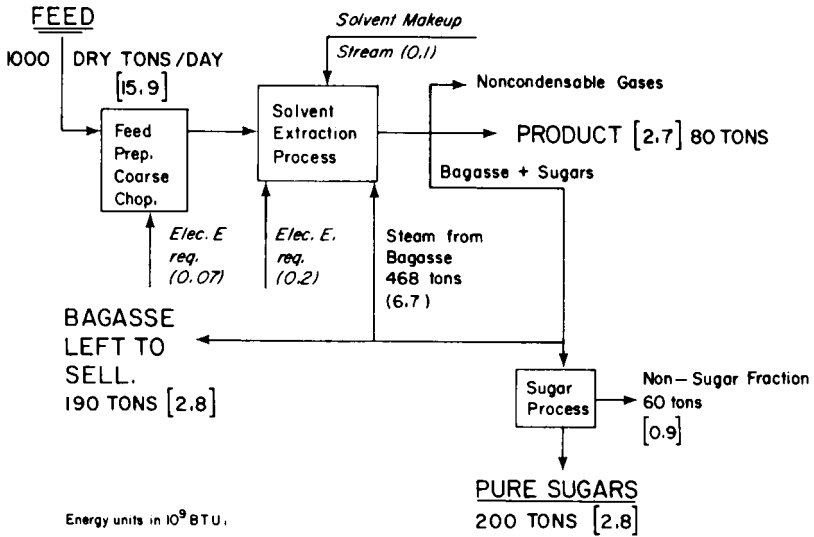 FEED
1000 DRY TONS/DAY
[15.9]
Feed
Prep.
Coarse
Chop.
Solvent Makeup
Stream (0.1)
Solvent
Extraction
Process
Noncondensable Gases
PRODUCT [2.7] 80 TONS
Bagasse + Sugars
Elec. E
req.
(0.07)
Elec. E.
req.
(0.2)
Steam from
Bagasse
468 tons
(6.7)
BAGASSE
LEFT TO
SELL.
190 TONS [2.8]
Sugar
Process
Non-Sugar Fraction
60 tons
[0.9]
PURE SUGARS
200 TONS [2.8]
Energy units in 10⁹ BTU.